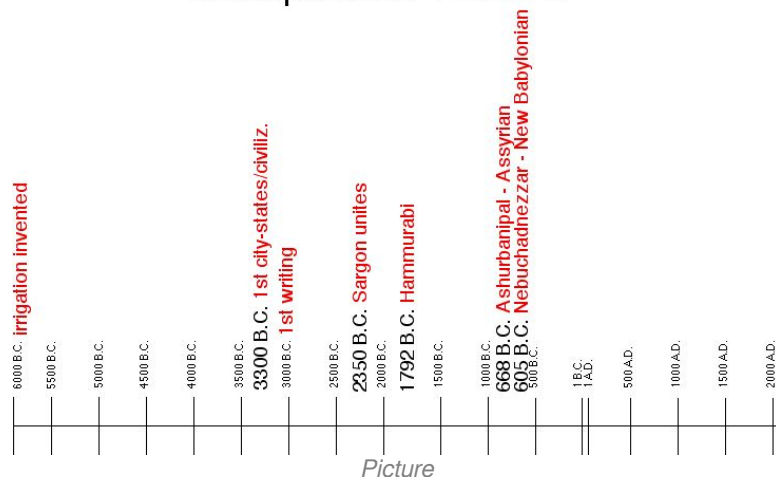 6000 B.C. irrigation invented
5500 B.C.
5000 B.C.
4500 B.C.
4000 B.C.
3500 B.C.
3300 B.C. 1st city-states/civiliz.
3000 B.C. 1st writing
2500 B.C.
2350 B.C. Sargon unites
2000 B.C.
1792 B.C. Hammurabi
1500 B.C.
1000 B.C.
668 B.C. Ashurbanipal - Assyrian
605 B.C. Nebuchadnezzar - New Babylonian
500 B.C.
1 B.C.
1 A.D.
500 A.D.
1000 A.D.
1500 A.D.
2000 A.D.
Picture